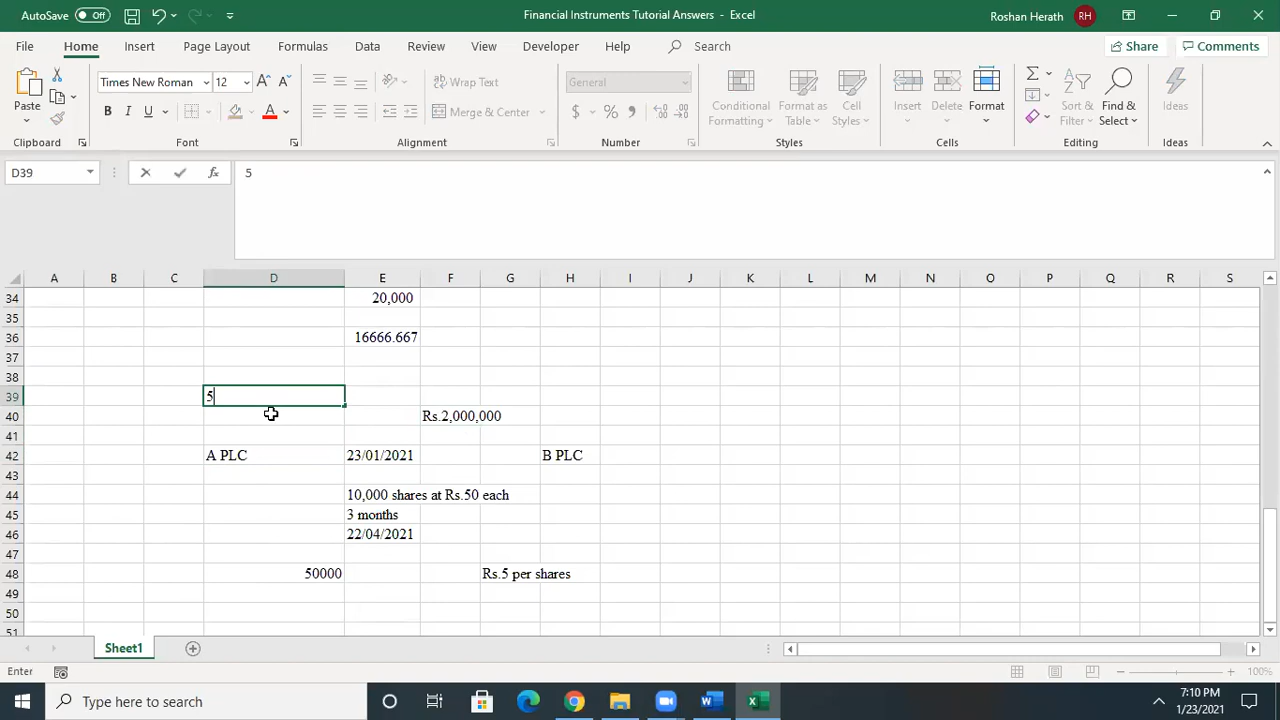 AutoSave Off Financial Instruments Tutorial Answers - Excel Roshan Herath RH
File Home Insert Page Layout Formulas Data Review View Developer Help Search Share Comments
Paste Times New Roman 12 A A Wrap Text General Conditional Formatting Format as Table Cell Styles Insert Delete Format Sort & Filter Find & Select Ideas
B I U A Merge & Center $ % ,
Clipboard Font Alignment Number Styles Cells Editing Ideas
D39 fx 5
A B C D E F G H I J K L M N O P Q R S
34 20,000
35
36 16666.667
37
38
39 5
40 Rs.2,000,000
41
42 A PLC 23/01/2021 B PLC
43
44 10,000 shares at Rs.50 each
45 3 months
46 22/04/2021
47
48 50000 Rs.5 per shares
49
50
51
Sheet1
Enter 100%
Type here to search 7:10 PM
1/23/2021